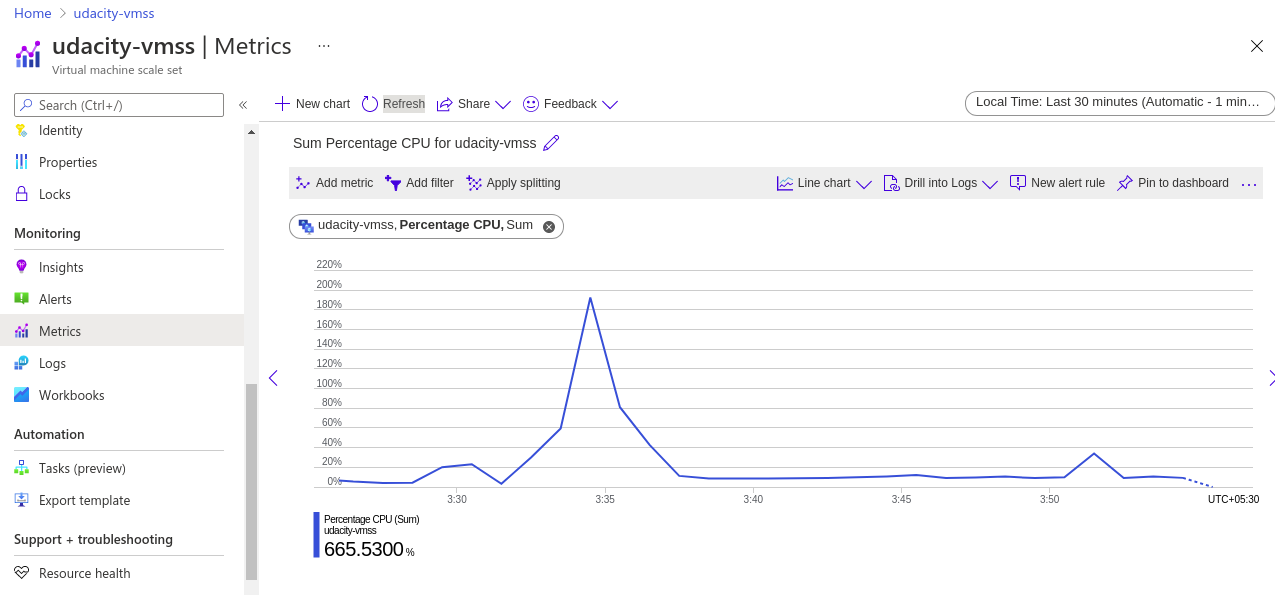 Home > udacity-vmss
udacity-vmss | Metrics ...
Virtual machine scale set
Search (Ctrl+/)
«
Identity
Properties
Locks
Monitoring
Insights
Alerts
Metrics
Logs
Workbooks
Automation
Tasks (preview)
Export template
Support + troubleshooting
Resource health
New chart Refresh Share Feedback Local Time: Last 30 minutes (Automatic - 1 min...
Sum Percentage CPU for udacity-vmss
Add metric Add filter Apply splitting Line chart Drill into Logs New alert rule Pin to dashboard ...
udacity-vmss, Percentage CPU, Sum
220%
200%
180%
160%
140%
120%
100%
80%
60%
40%
20%
0%
3:30 3:35 3:40 3:45 3:50 UTC+05:30
Percentage CPU (Sum)
udacity-vmss
665.5300 %